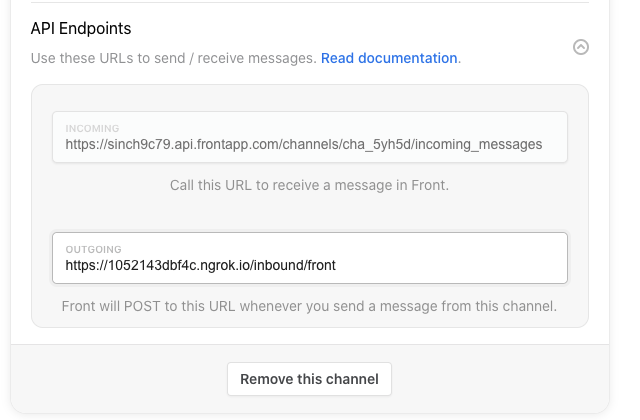 API Endpoints
Use these URLs to send / receive messages. Read documentation.
INCOMING
https://sinch9c79.api.frontapp.com/channels/cha_5yh5d/incoming_messages
Call this URL to receive a message in Front.
OUTGOING
https://1052143dbf4c.ngrok.io/inbound/front
Front will POST to this URL whenever you send a message from this channel.
Remove this channel